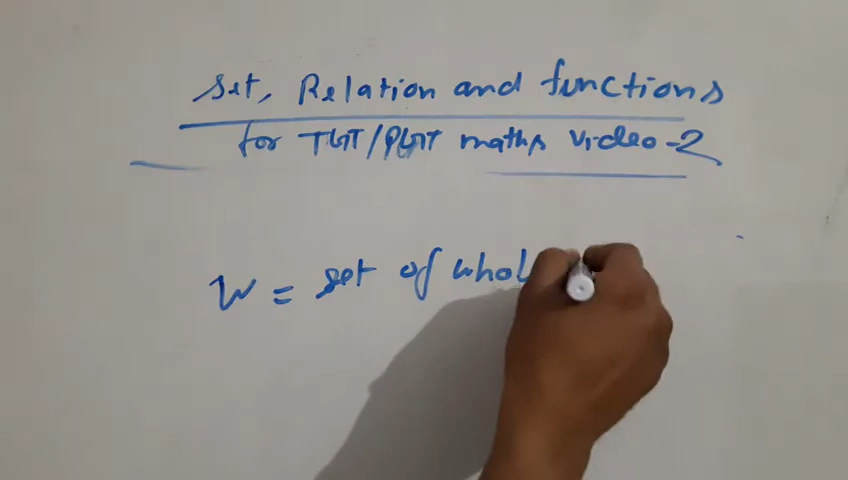 Set, Relation and functions
for TGT/PGT maths video-2
W = set of whol